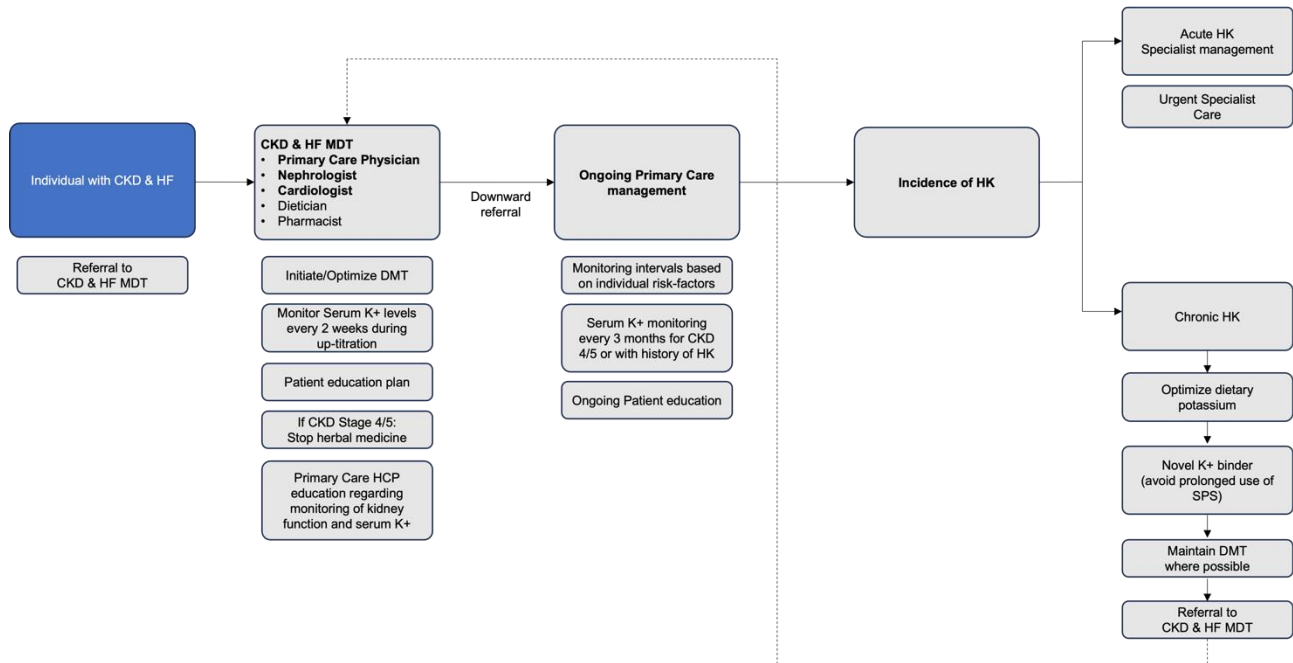 Individual with CKD & HF
Referral to
CKD & HF MDT
CKD & HF MDT
• Primary Care Physician
• Nephrologist
• Cardiologist
• Dietician
• Pharmacist
Initiate/Optimize DMT
Monitor Serum K+ levels
every 2 weeks during
up-titration
Patient education plan
If CKD Stage 4/5:
Stop herbal medicine
Primary Care HCP
education regarding
monitoring of kidney
function and serum K+
Downward
referral
Ongoing Primary Care
management
Monitoring intervals based
on individual risk-factors
Serum K+ monitoring
every 3 months for CKD
4/5 or with history of HK
Ongoing Patient education
Incidence of HK
Acute HK
Specialist management
Urgent Specialist
Care
Chronic HK
Optimize dietary
potassium
Novel K+ binder
(avoid prolonged use of
SPS)
Maintain DMT
where possible
Referral to
CKD & HF MDT